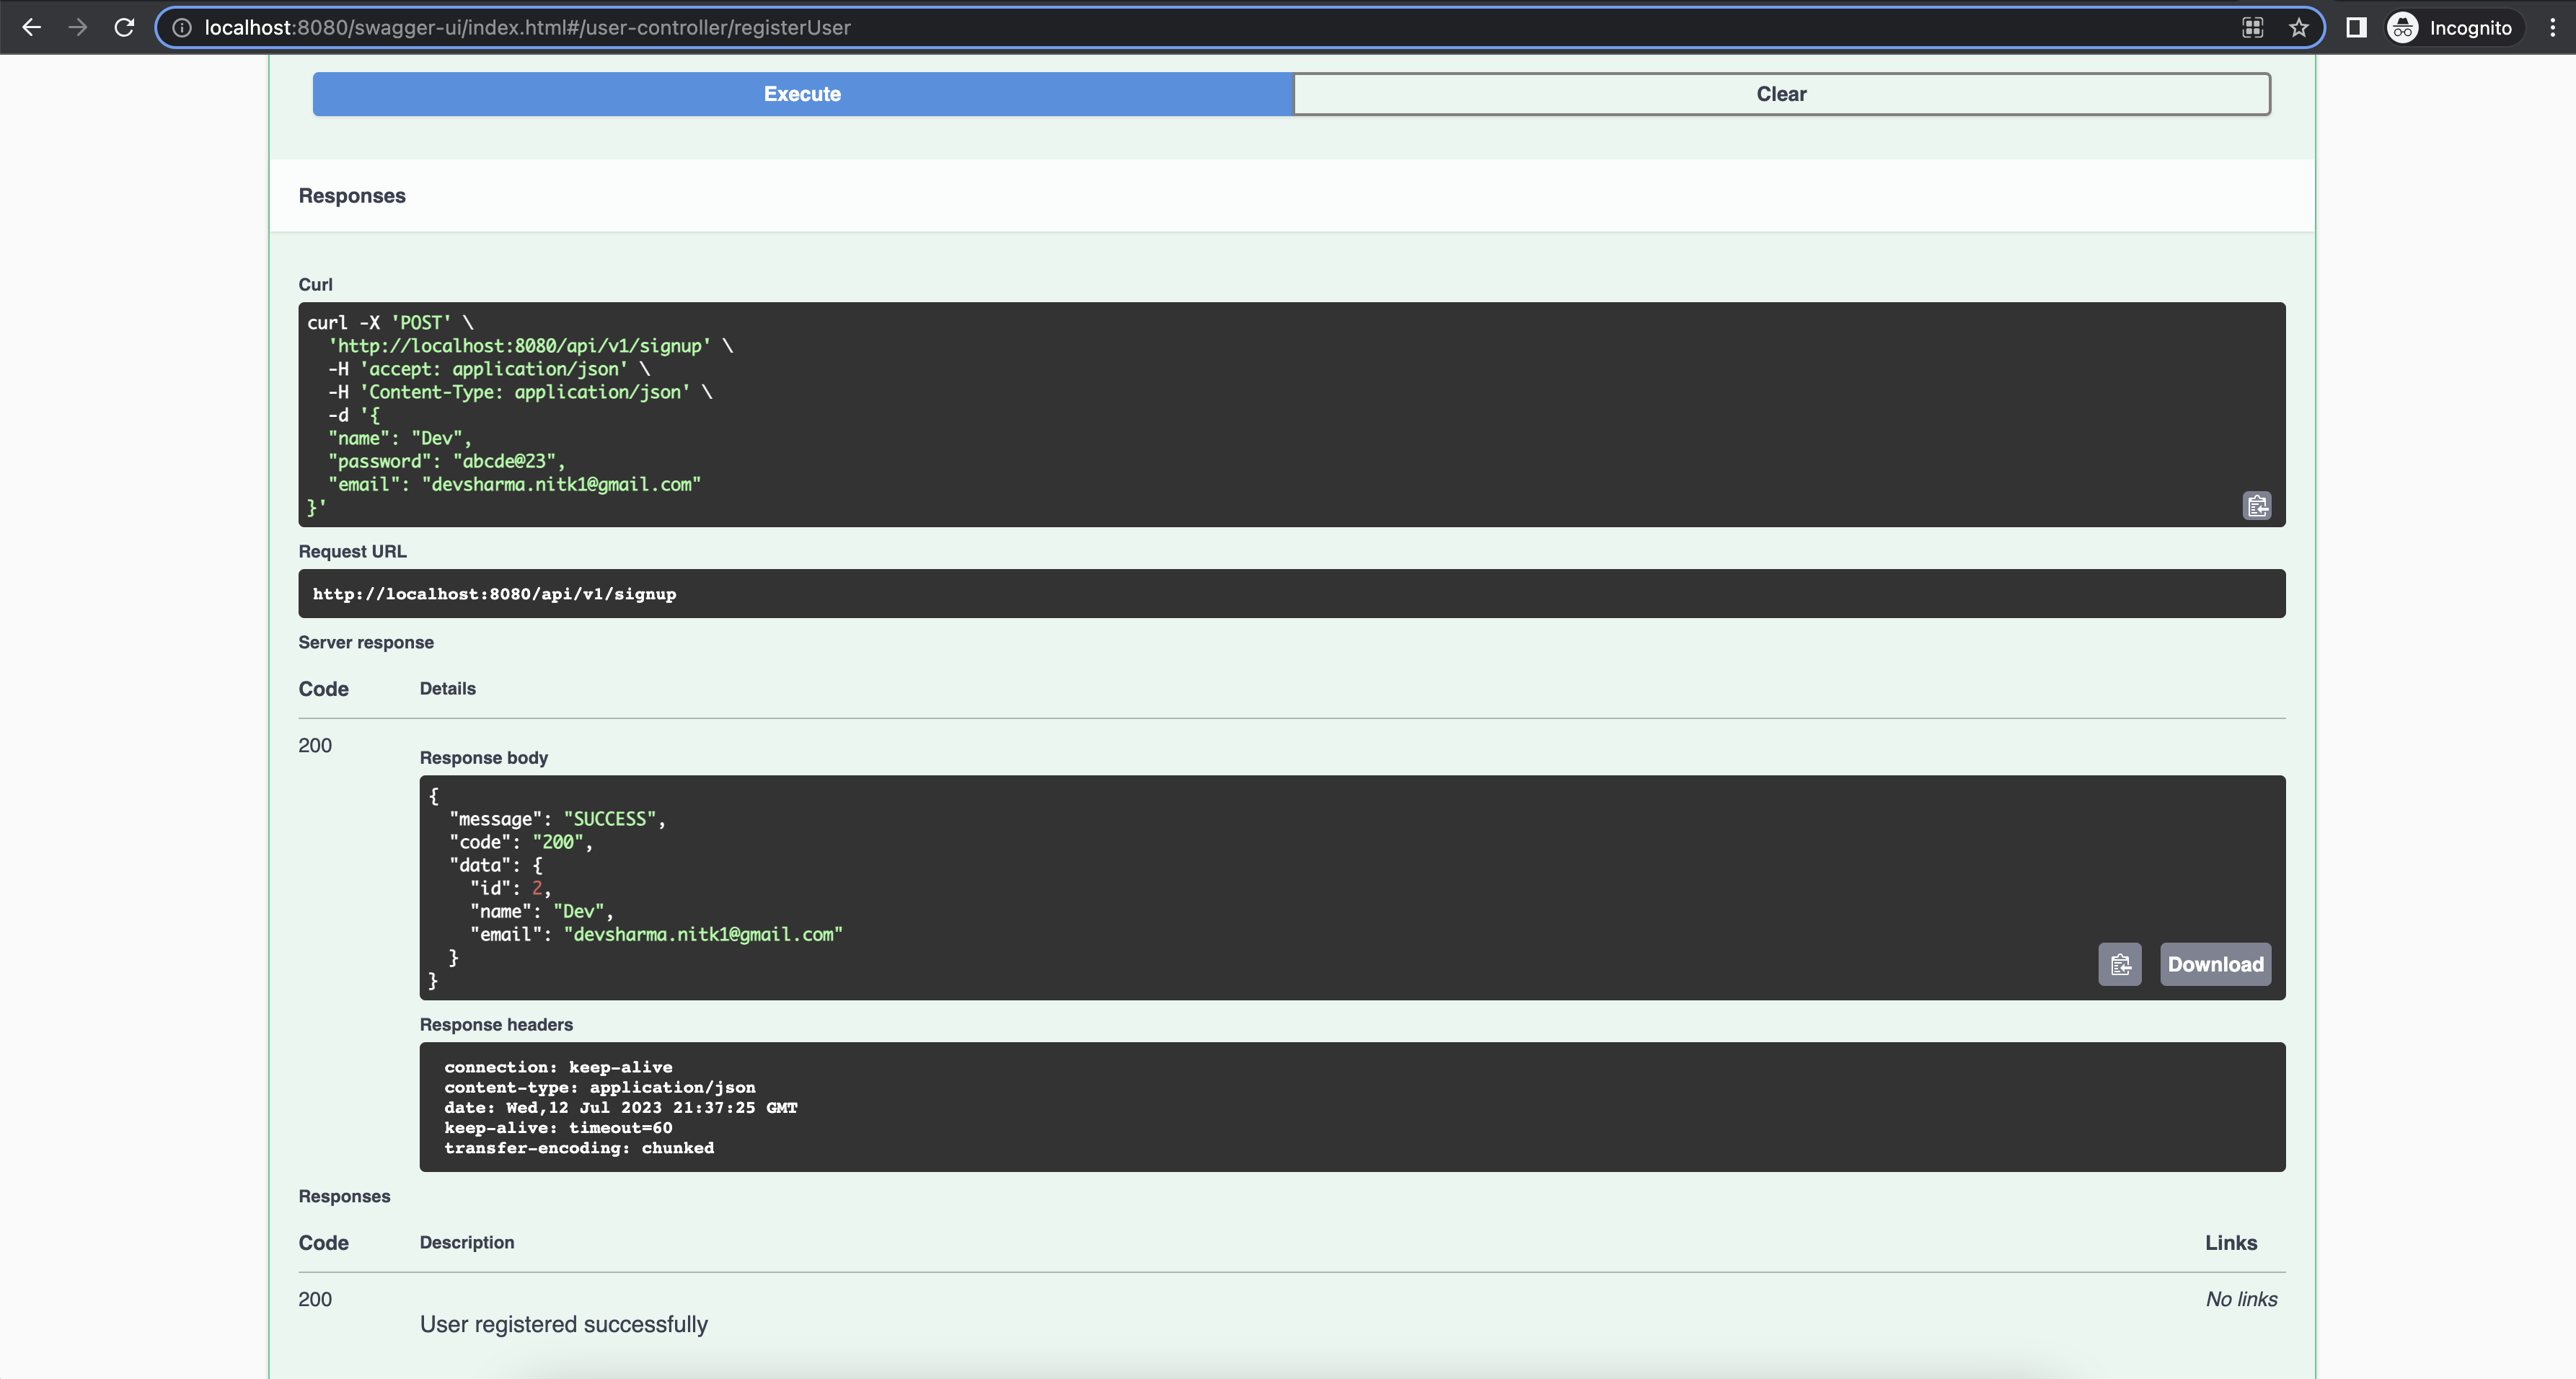 localhost:8080/swagger-ui/index.html#/user-controller/registerUser
Incognito
Execute
Clear
Responses
Curl
curl -X 'POST' \
'http://localhost:8080/api/v1/signup' \
-H 'accept: application/json' \
-H 'Content-Type: application/json' \
-d '{
"name": "Dev",
"password": "abcde@23",
"email": "devsharma.nitk1@gmail.com"
}'
Request URL
http://localhost:8080/api/v1/signup
Server response
Code Details
200
Response body
{
"message": "SUCCESS",
"code": "200",
"data": {
"id": 2,
"name": "Dev",
"email": "devsharma.nitk1@gmail.com"
}
}
Download
Response headers
connection: keep-alive
content-type: application/json
date: Wed,12 Jul 2023 21:37:25 GMT
keep-alive: timeout=60
transfer-encoding: chunked
Responses
Code Description Links
200 No links
User registered successfully